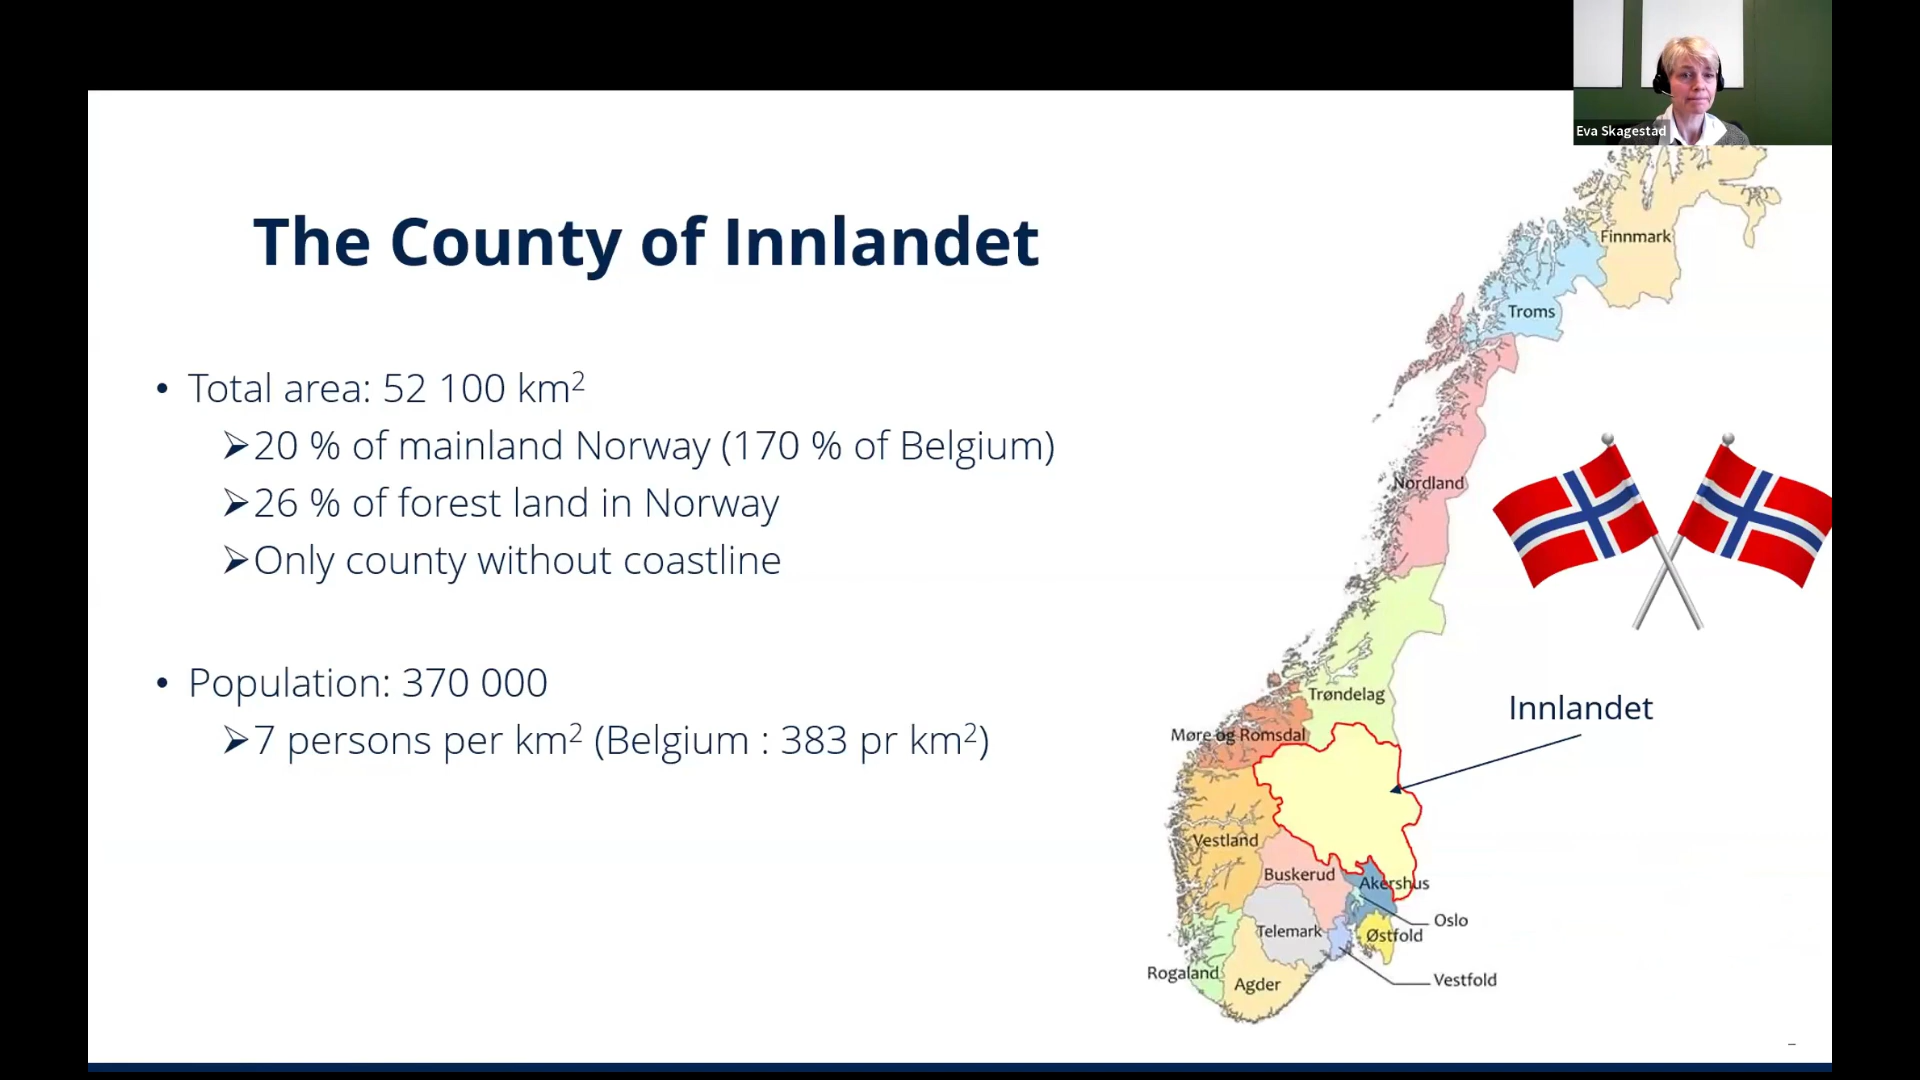 Eva Skagestad
The County of Innlandet
• Total area: 52 100 km²
➢20 % of mainland Norway (170 % of Belgium)
➢26 % of forest land in Norway
➢Only county without coastline
• Population: 370 000
➢7 persons per km² (Belgium : 383 pr km²)
Finnmark
Troms
Nordland
Trøndelag
Innlandet
Møre og Romsdal
Vestland
Buskerud
Akershus
Oslo
Telemark
Østfold
Rogaland
Agder
Vestfold